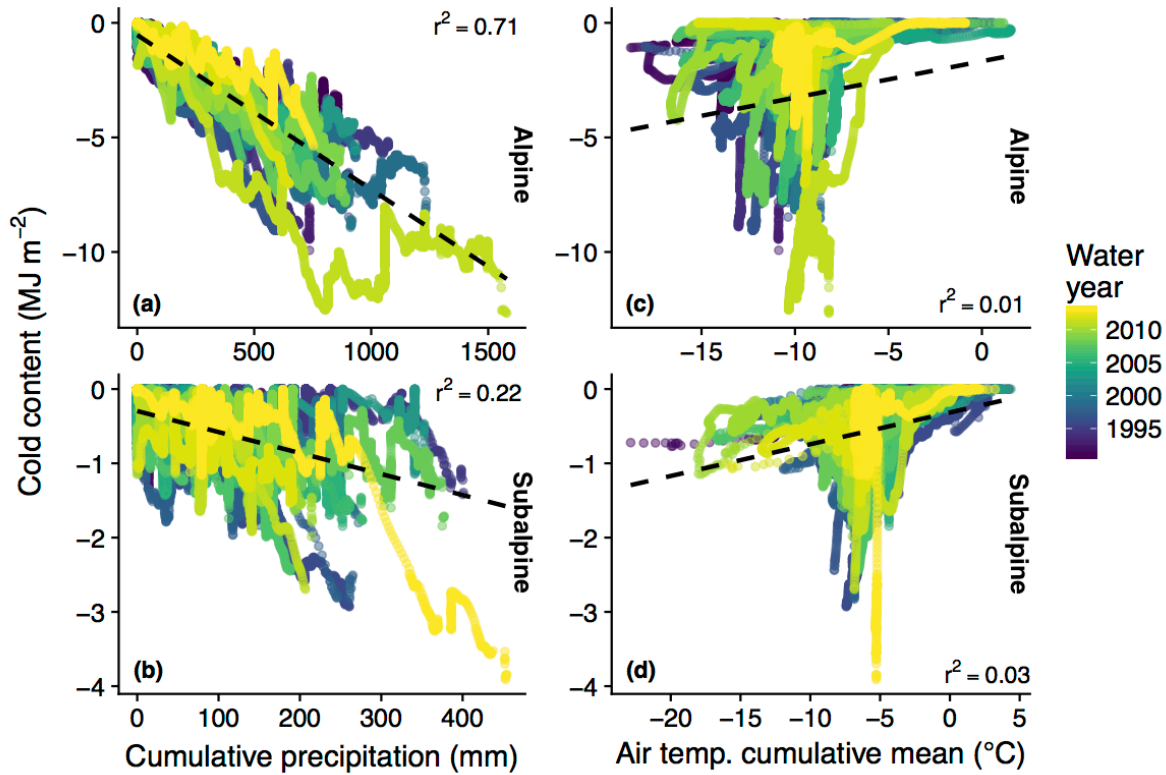 Cold content (MJ m⁻²)
0
−5
−10
r² = 0.71
Alpine
(a)
0 500 1000 1500
r² = 0.01
Alpine
(c)
−15 −10 −5 0
0
−1
−2
−3
−4
r² = 0.22
Subalpine
(b)
0 100 200 300 400
Cumulative precipitation (mm)
r² = 0.03
Subalpine
(d)
−20 −15 −10 −5 0 5
Air temp. cumulative mean (°C)
Water
year
2010
2005
2000
1995